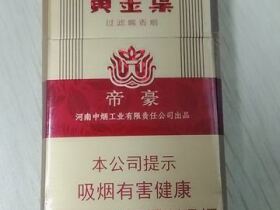 黄金叶
过滤嘴香烟
帝豪
河南中烟工业有限责任公司出品
本公司提示
吸烟有害健康